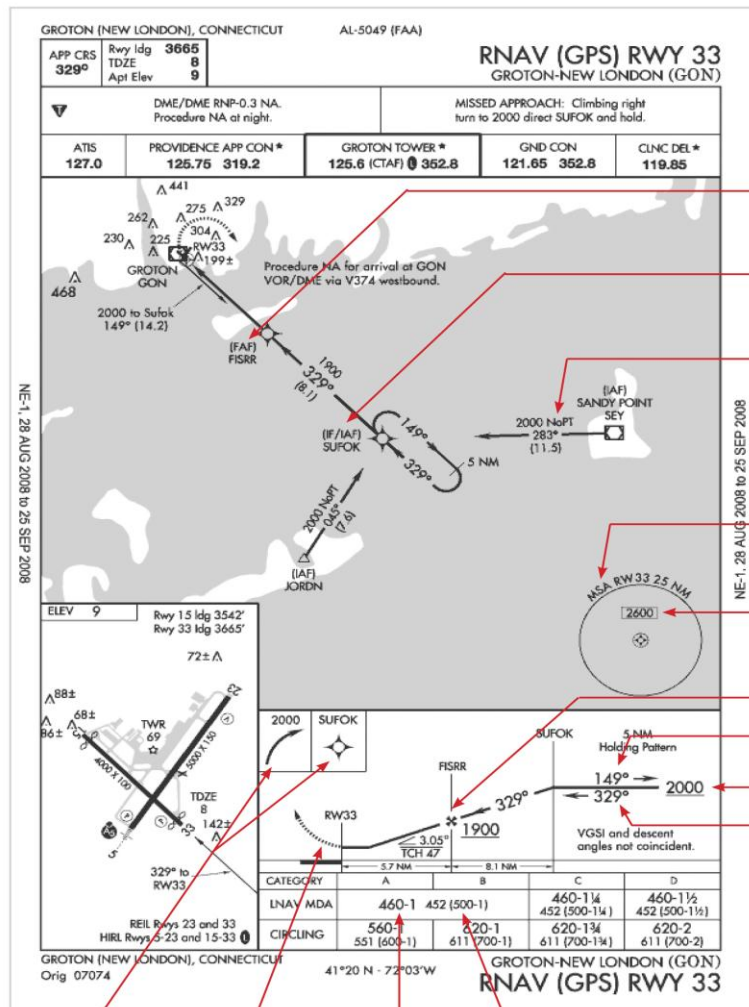 GROTON (NEW LONDON), CONNECTICUT AL-5049 (FAA)
APP CRS
329°
Rwy ldg 3665
TDZE 8
Apt Elev 9
RNAV (GPS) RWY 33
GROTON-NEW LONDON (GON)
T
DME/DME RNP-0.3 NA.
Procedure NA at night.
MISSED APPROACH: Climbing right
turn to 2000 direct SUFOK and hold.
ATIS
127.0
PROVIDENCE APP CON*
125.75 319.2
GROTON TOWER*
125.6 (CTAF) L 352.8
GND CON
121.65 352.8
CLNC DEL*
119.85
441
262
275
329
304
230
225
RW33
199±
GROTON
GON
468
Procedure NA for arrival at GON
VOR/DME via V374 westbound.
2000 to Sufok
149° (14.2)
(FAF)
FISRR
1900
329°
(8.1)
(IAF)
SANDY POINT
SEY
2000 NoPT
283°
(11.5)
(IF/IAF)
SUFOK
149°
329°
5 NM
2000 NoPT
045°
(7.6)
(IAF)
JORDN
MSA RW33 25 NM
2600
NE-1, 28 AUG 2008 to 25 SEP 2008
NE-1, 28 AUG 2008 to 25 SEP 2008
ELEV 9
Rwy 15 ldg 3542'
Rwy 33 ldg 3665'
72±
88±
68±
86±
TWR
69
5000 X 150
4000 X 100
23
15
TDZE
8
142±
33
5
329° to
RW33
REIL Rwys 23 and 33
HIRL Rwys 5-23 and 15-33 L
2000
SUFOK
SUFOK
5 NM
Holding Pattern
FISRR
149°
329°
2000
329°
RW33
1900
3.05°
TCH 47
VGSI and descent
angles not coincident.
5.7 NM
8.1 NM
CATEGORY A B C D
LNAV MDA
460-1 452 (500-1)
460-1¼
452 (500-1¼)
460-1½
452 (500-1½)
CIRCLING
560-1
551 (600-1)
620-1
611 (700-1)
620-1¾
611 (700-1¾)
620-2
611 (700-2)
GROTON (NEW LONDON), CONNECTICUT
Orig 07074
41°20 N - 72°03'W
GROTON-NEW LONDON (GON)
RNAV (GPS) RWY 33